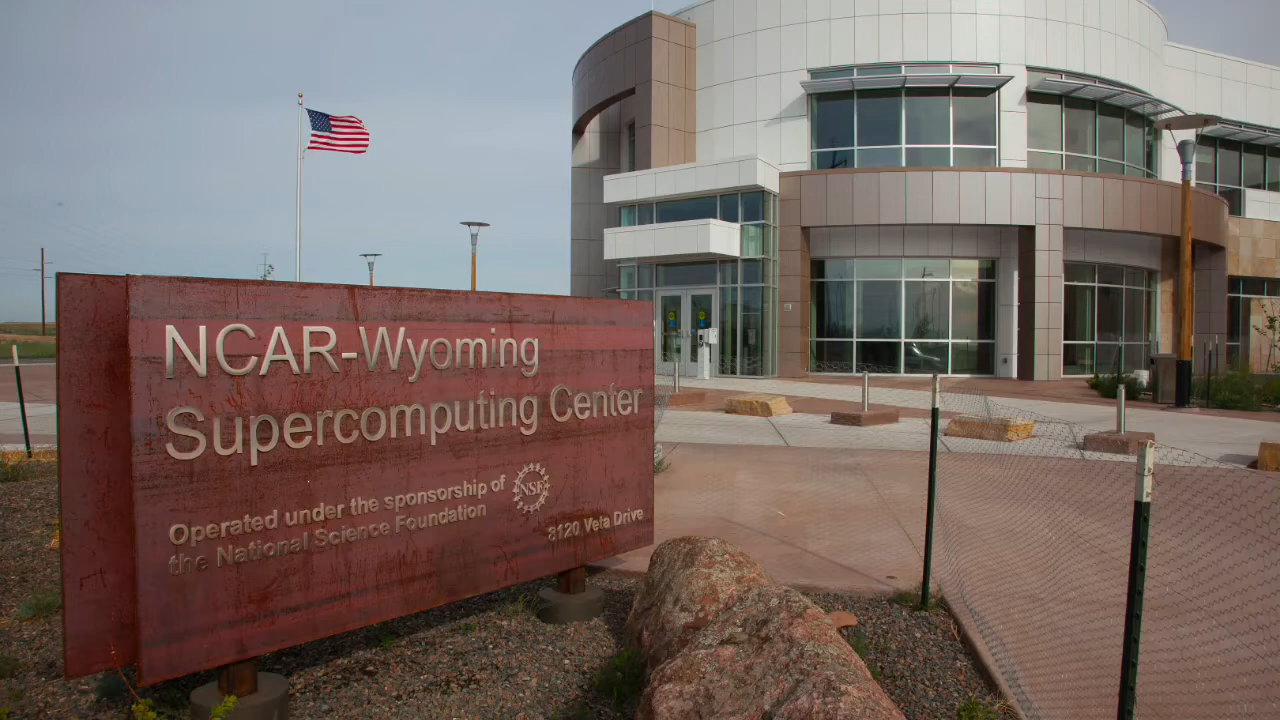 NCAR-Wyoming
Supercomputing Center
Operated under the sponsorship of
the National Science Foundation
NSF
8120 Veta Drive